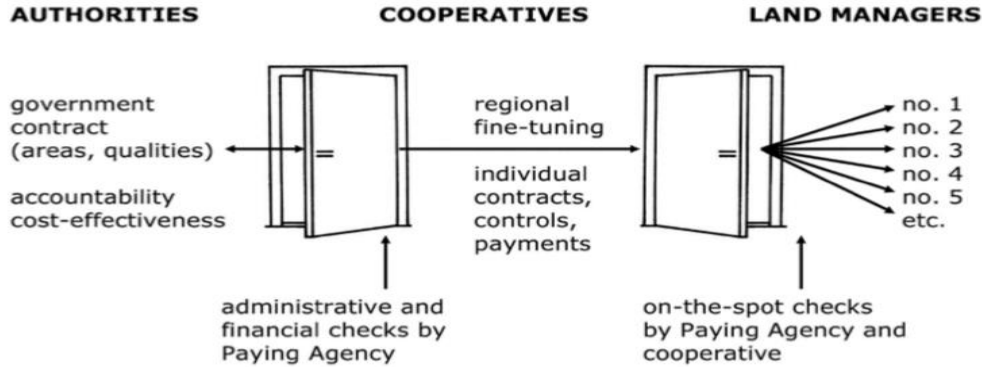 AUTHORITIES
COOPERATIVES
LAND MANAGERS
government
contract
(areas, qualities)
accountability
cost-effectiveness
regional
fine-tuning
individual
contracts,
controls,
payments
no. 1
no. 2
no. 3
no. 4
no. 5
etc.
administrative and
financial checks by
Paying Agency
on-the-spot checks
by Paying Agency and
cooperative